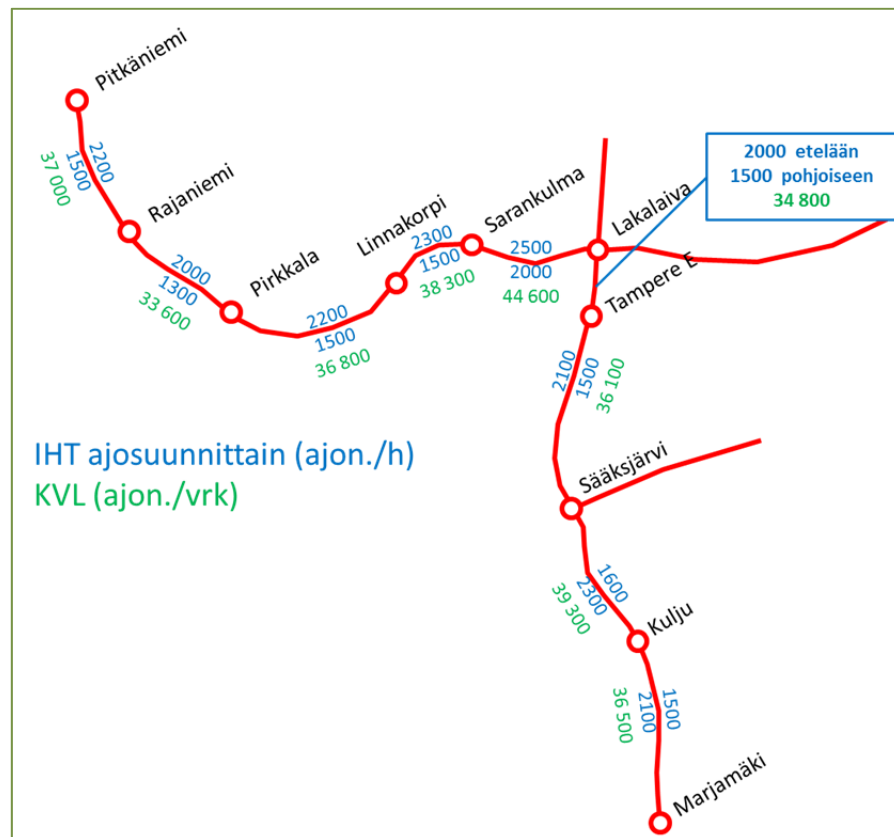 Pitkäniemi
2200
1500
37 000
Rajaniemi
2000
1300
33 600
Pirkkala
2200
1500
36 800
Linnakorpi
2300
1500
38 300
Sarankulma
2500
2000
44 600
Lakalaiva
2000 etelään
1500 pohjoiseen
34 800
Tampere E
2100
1500
36 100
IHT ajosuunnittain (ajon./h)
KVL (ajon./vrk)
Sääksjärvi
1600
2300
39 300
Kulju
1500
2100
36 500
Marjamäki